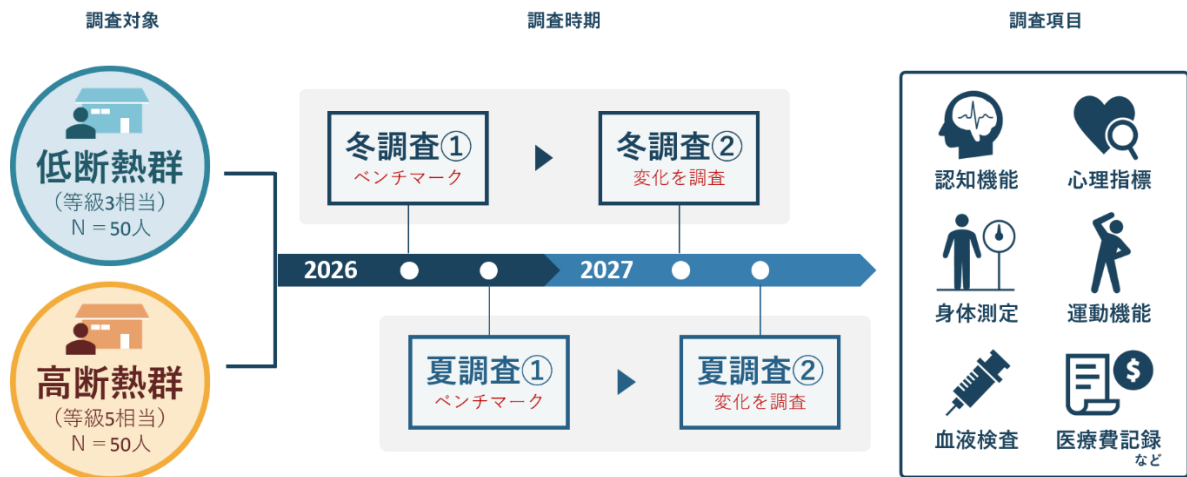 調査対象
調査時期
調査項目
低断熱群
(等級3相当)
N = 50人
高断熱群
(等級5相当)
N = 50人
冬調査①
ベンチマーク
冬調査②
変化を調査
2026
2027
夏調査①
ベンチマーク
夏調査②
変化を調査
認知機能
心理指標
身体測定
運動機能
血液検査
医療費記録
など
$